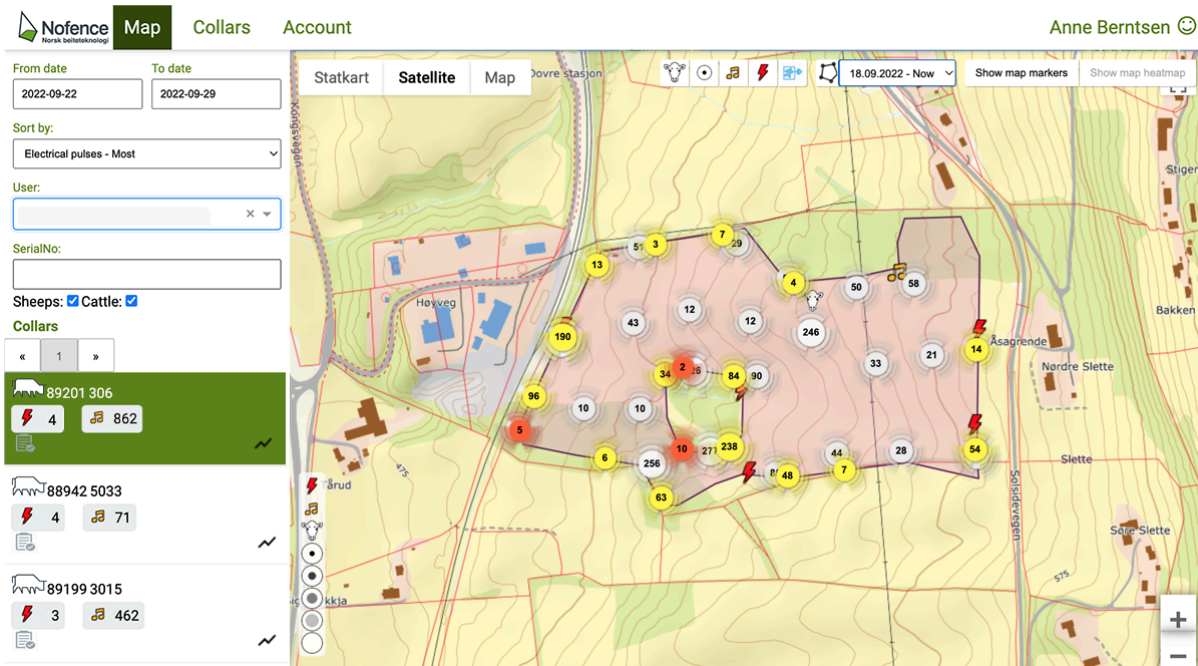 Nofence
Norsk beiteteknologi
Map
Collars
Account
Anne Berntsen
From date
To date
2022-09-22
2022-09-29
Sort by:
Electrical pulses - Most
User:
SerialNo:
Sheeps:
Cattle:
Collars
«
1
»
89201 306
4
862
88942 5033
4
71
89199 3015
3
462
Statkart
Satellite
Map
18.09.2022 - Now
Show map markers
Show map heatmap
Dovre stasjon
Kongsvegen
Stiger
7
29
51
3
13
4
50
58
Høyveg
Bakken
12
43
12
246
190
14
Åsagrende
21
33
Nørdre Slette
2
26
34
84
90
96
10
10
5
10
277
238
28
54
44
6
256
7
Slette
475
48
63
årud
Solsidevegen
Søre Slette
575
kkja
+
−